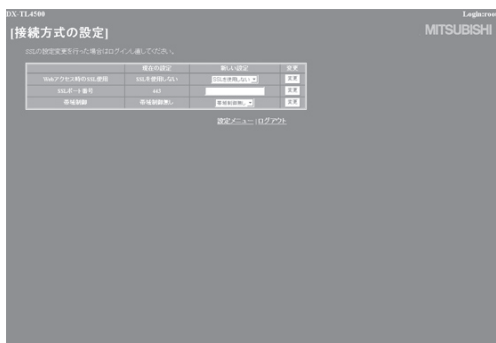 DX-TL4500
Login:roo
[接続方式の設定]
MITSUBISHI
SSLの設定変更を行った場合はログインし直してください。
現在の設定 新しい設定 変更
Webアクセス時のSSL使用 SSLを使用しない SSLを使用しない 変更
SSLポート番号 443 変更
帯域制御 帯域制御無し 帯域制御無し 変更
設定メニュー | ログアウト